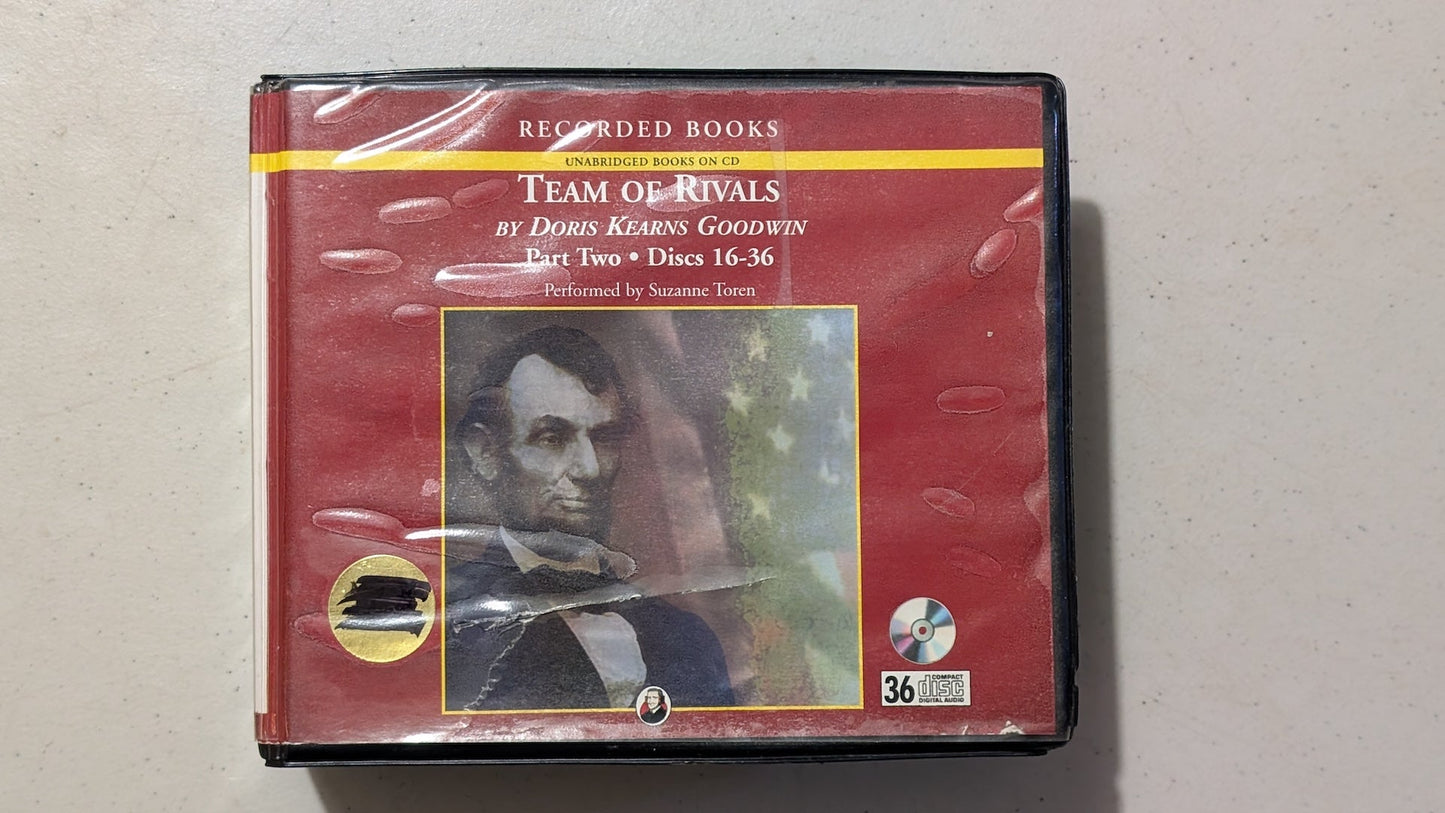 RECORDED BOOKS
UNABRIDGED BOOKS ON CD
TEAM OF RIVALS
BY DORIS KEARNS GOODWIN
Part Two • Discs 16-36
Performed by Suzanne Toren
36 COMPACT
disc
DIGITAL AUDIO